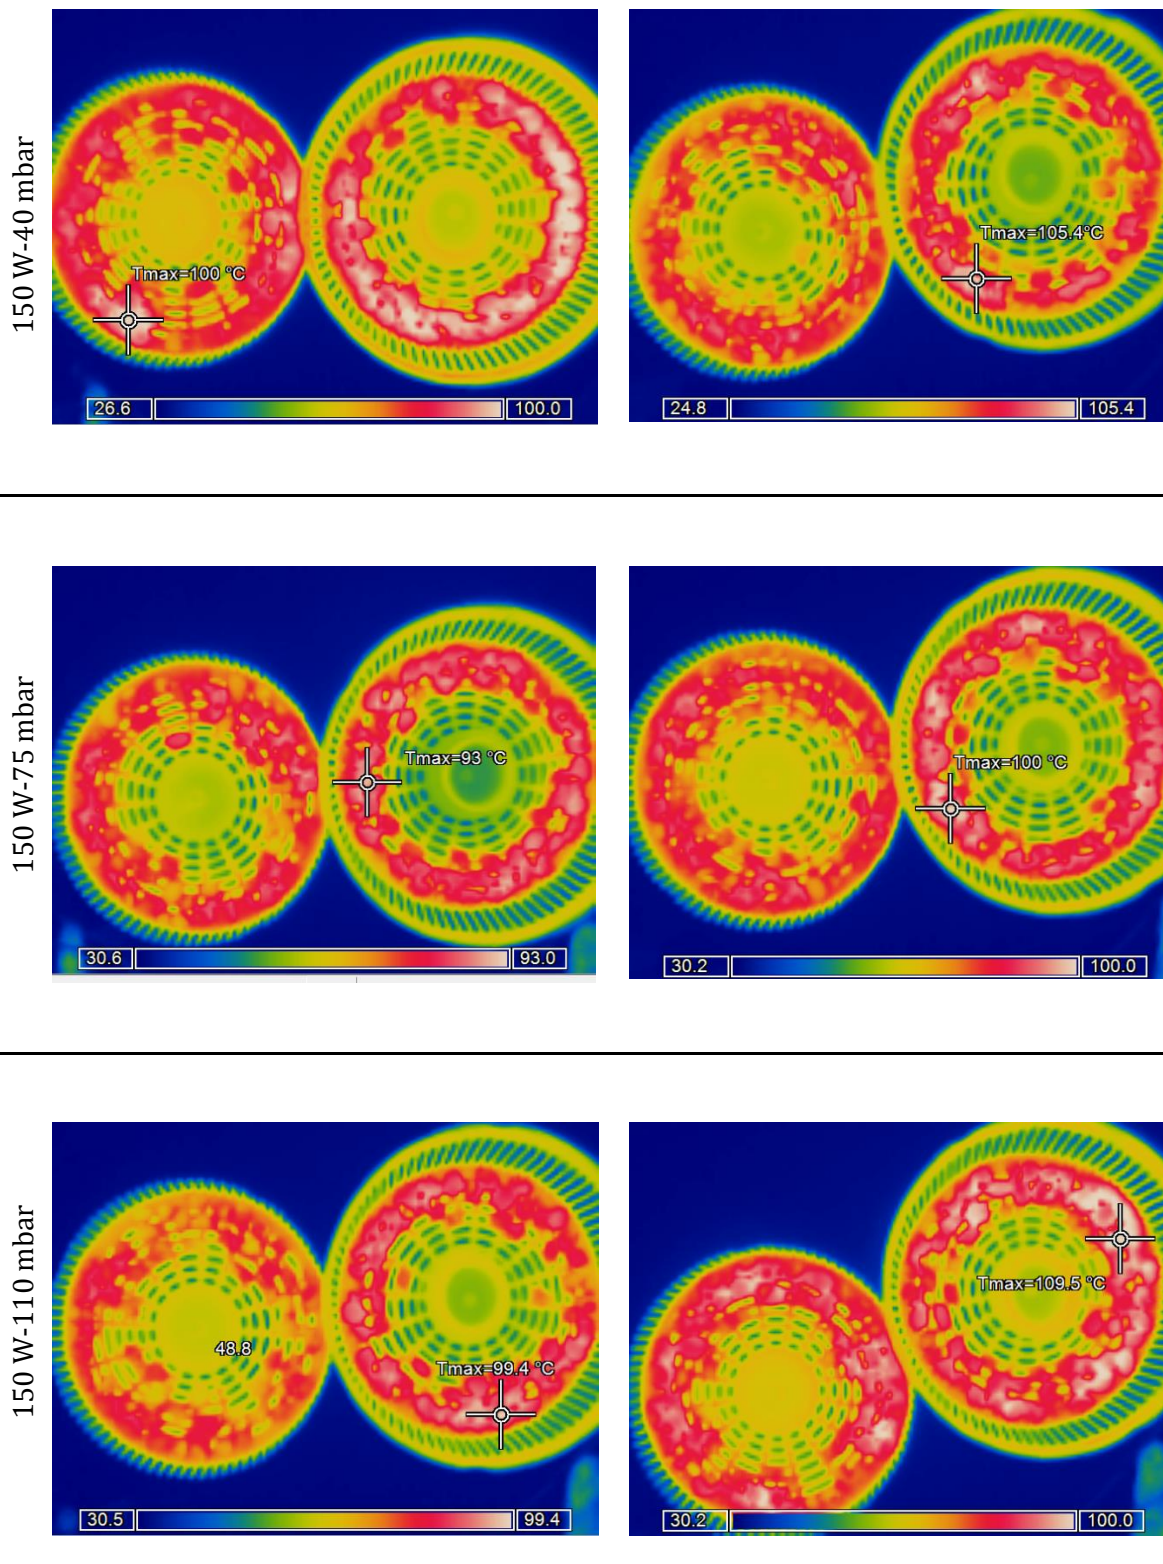 150 W-40 mbar
Tmax=100 °C
26.6
100.0
Tmax=105.4°C
24.8
105.4
150 W-75 mbar
Tmax=93 °C
30.6
93.0
Tmax=100 °C
30.2
100.0
150 W-110 mbar
48.8
Tmax=99.4 °C
30.5
99.4
Tmax=109.5 °C
30.2
100.0